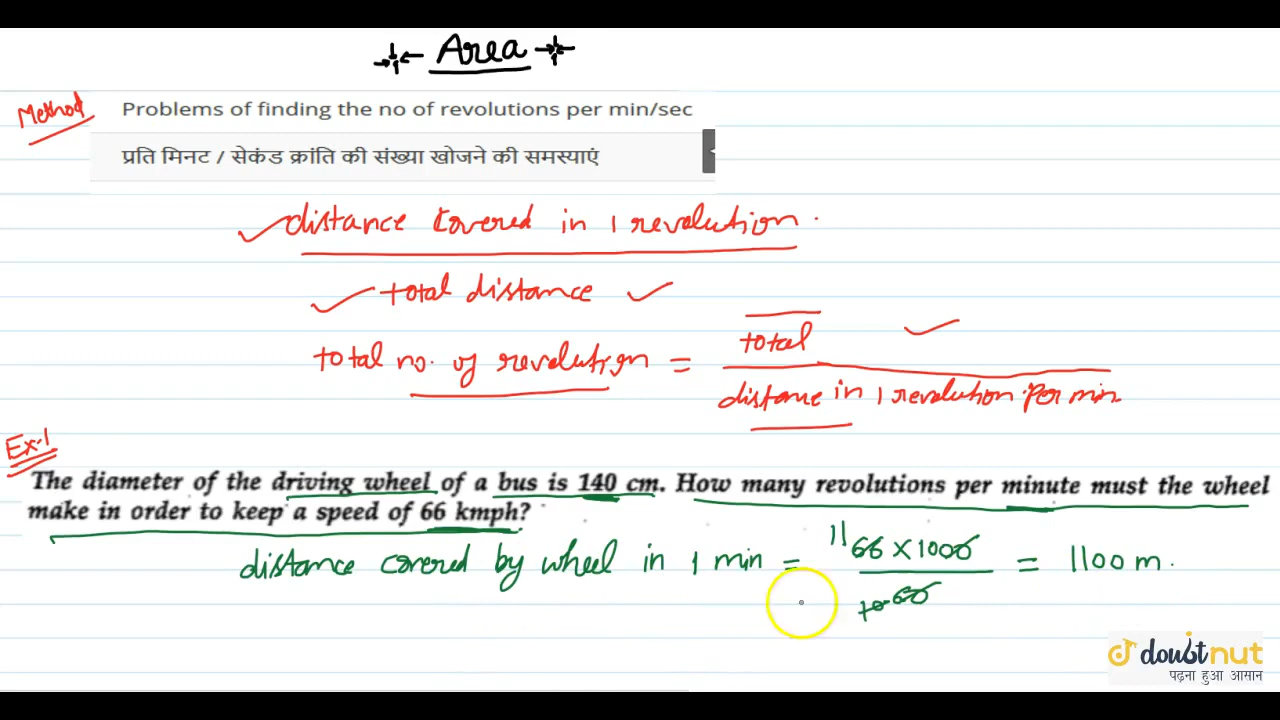 Area
Method
Problems of finding the no of revolutions per min/sec
प्रति मिनट / सेकंड क्रांति की संख्या खोजने की समस्याएं
distance covered in 1 revolution.
total distance
total no. of revolution = total
distance in 1 revolution per min
Ex-1
The diameter of the driving wheel of a bus is 140 cm. How many revolutions per minute must the wheel
make in order to keep a speed of 66 kmph?
distance covered by wheel in 1 min = 11 66 × 1000 = 1100 m.
10 60
doubtnut
पढ़ना हुआ आसान